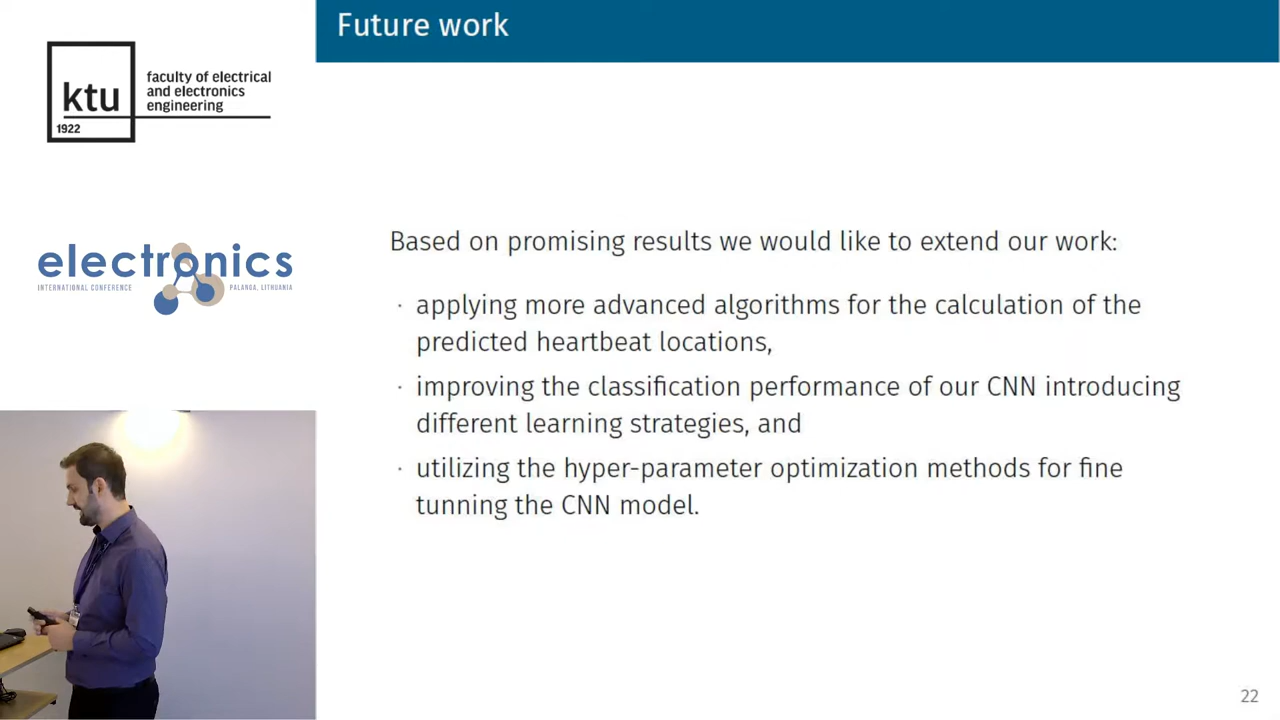 Future work
ktu
1922
faculty of electrical
and electronics
engineering
electronics
INTERNATIONAL CONFERENCE
PALANGA, LITHUANIA
Based on promising results we would like to extend our work:
· applying more advanced algorithms for the calculation of the
predicted heartbeat locations,
· improving the classification performance of our CNN introducing
different learning strategies, and
· utilizing the hyper-parameter optimization methods for fine
tunning the CNN model.
22